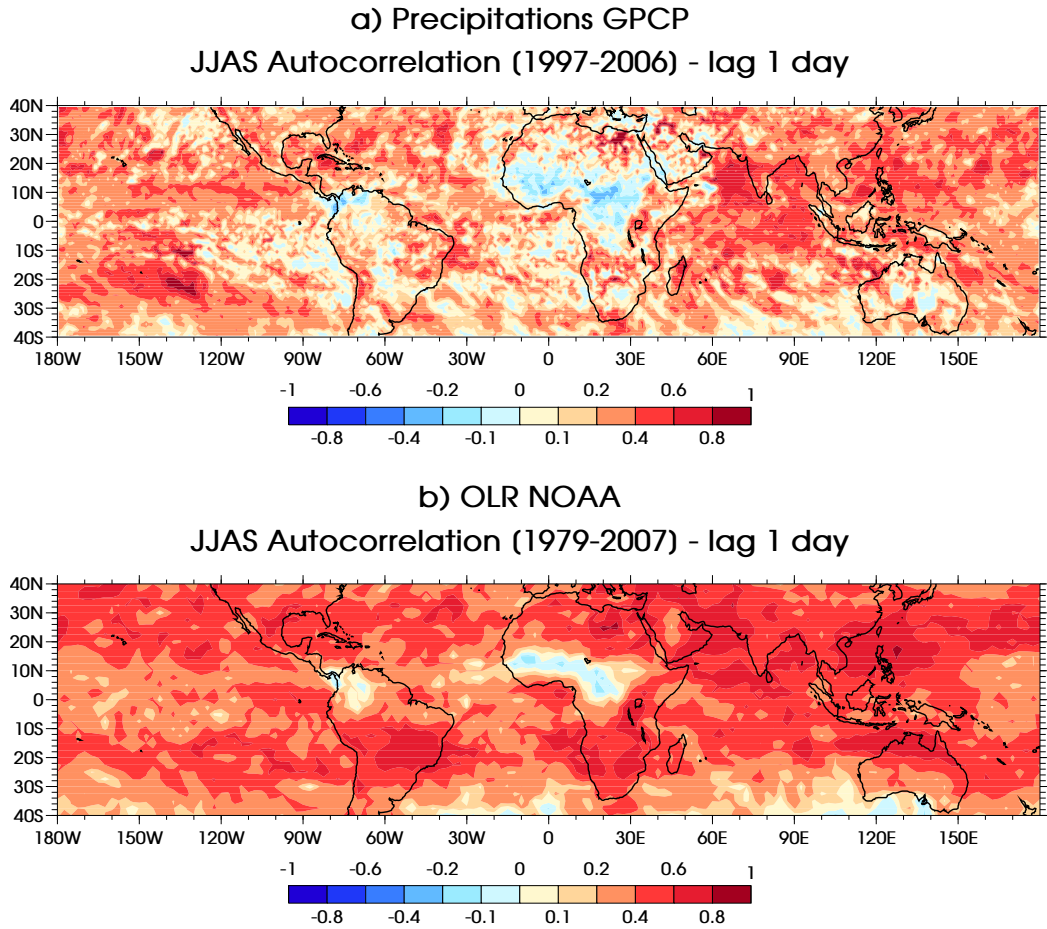 a) Precipitations GPCP
JJAS Autocorrelation (1997-2006) - lag 1 day
40N
30N
20N
10N
0
10S
20S
30S
40S
180W 150W 120W 90W 60W 30W 0 30E 60E 90E 120E 150E
-1 -0.6 -0.2 0 0.2 0.6 1
-0.8 -0.4 -0.1 0.1 0.4 0.8
b) OLR NOAA
JJAS Autocorrelation (1979-2007) - lag 1 day
40N
30N
20N
10N
0
10S
20S
30S
40S
180W 150W 120W 90W 60W 30W 0 30E 60E 90E 120E 150E
-1 -0.6 -0.2 0 0.2 0.6 1
-0.8 -0.4 -0.1 0.1 0.4 0.8